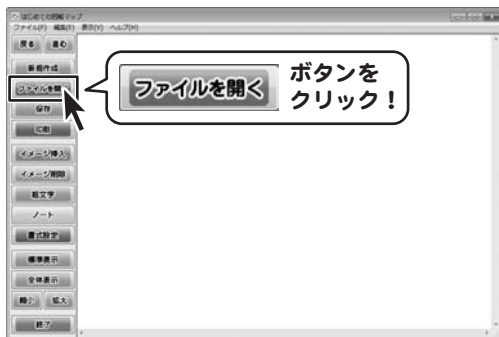 はじめての図解マップ
ファイル(F) 編集(E) 表示(V) ヘルプ(H)
戻る 進む
新規作成
ファイルを開く
ファイルを開く ボタンを
クリック！
保存
印刷
イメージ挿入
イメージ削除
絵文字
ノート
書式設定
標準表示
全体表示
縮小 拡大
終了